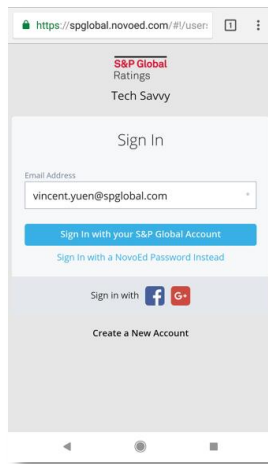 https://spglobal.novoed.com/#!/users
1
S&P Global
Ratings
Tech Savvy
Sign In
Email Address
vincent.yuen@spglobal.com
*
Sign In with your S&P Global Account
Sign In with a NovoEd Password Instead
Sign in with f G+
Create a New Account